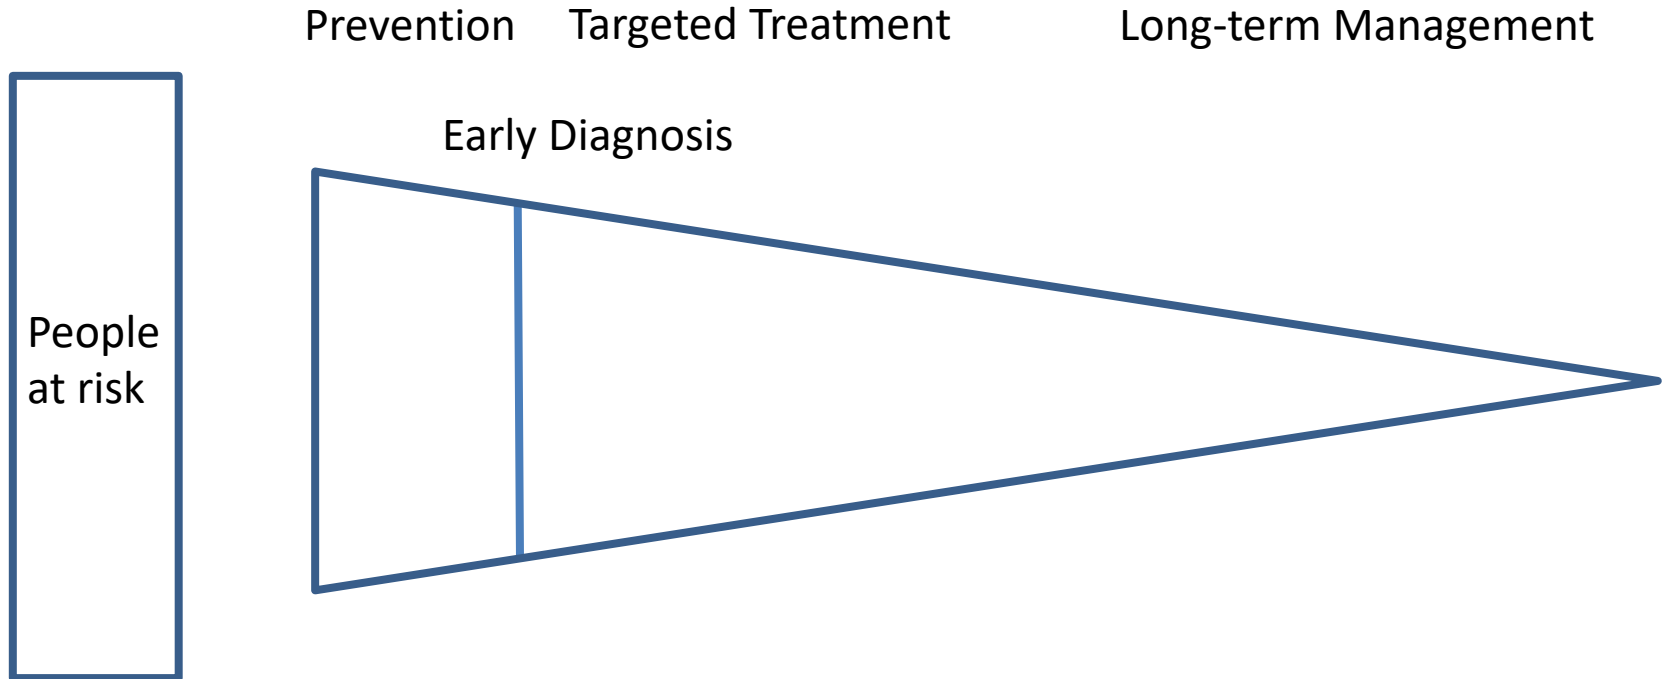 Prevention
Targeted Treatment
Long-term Management
Early Diagnosis
People
at risk